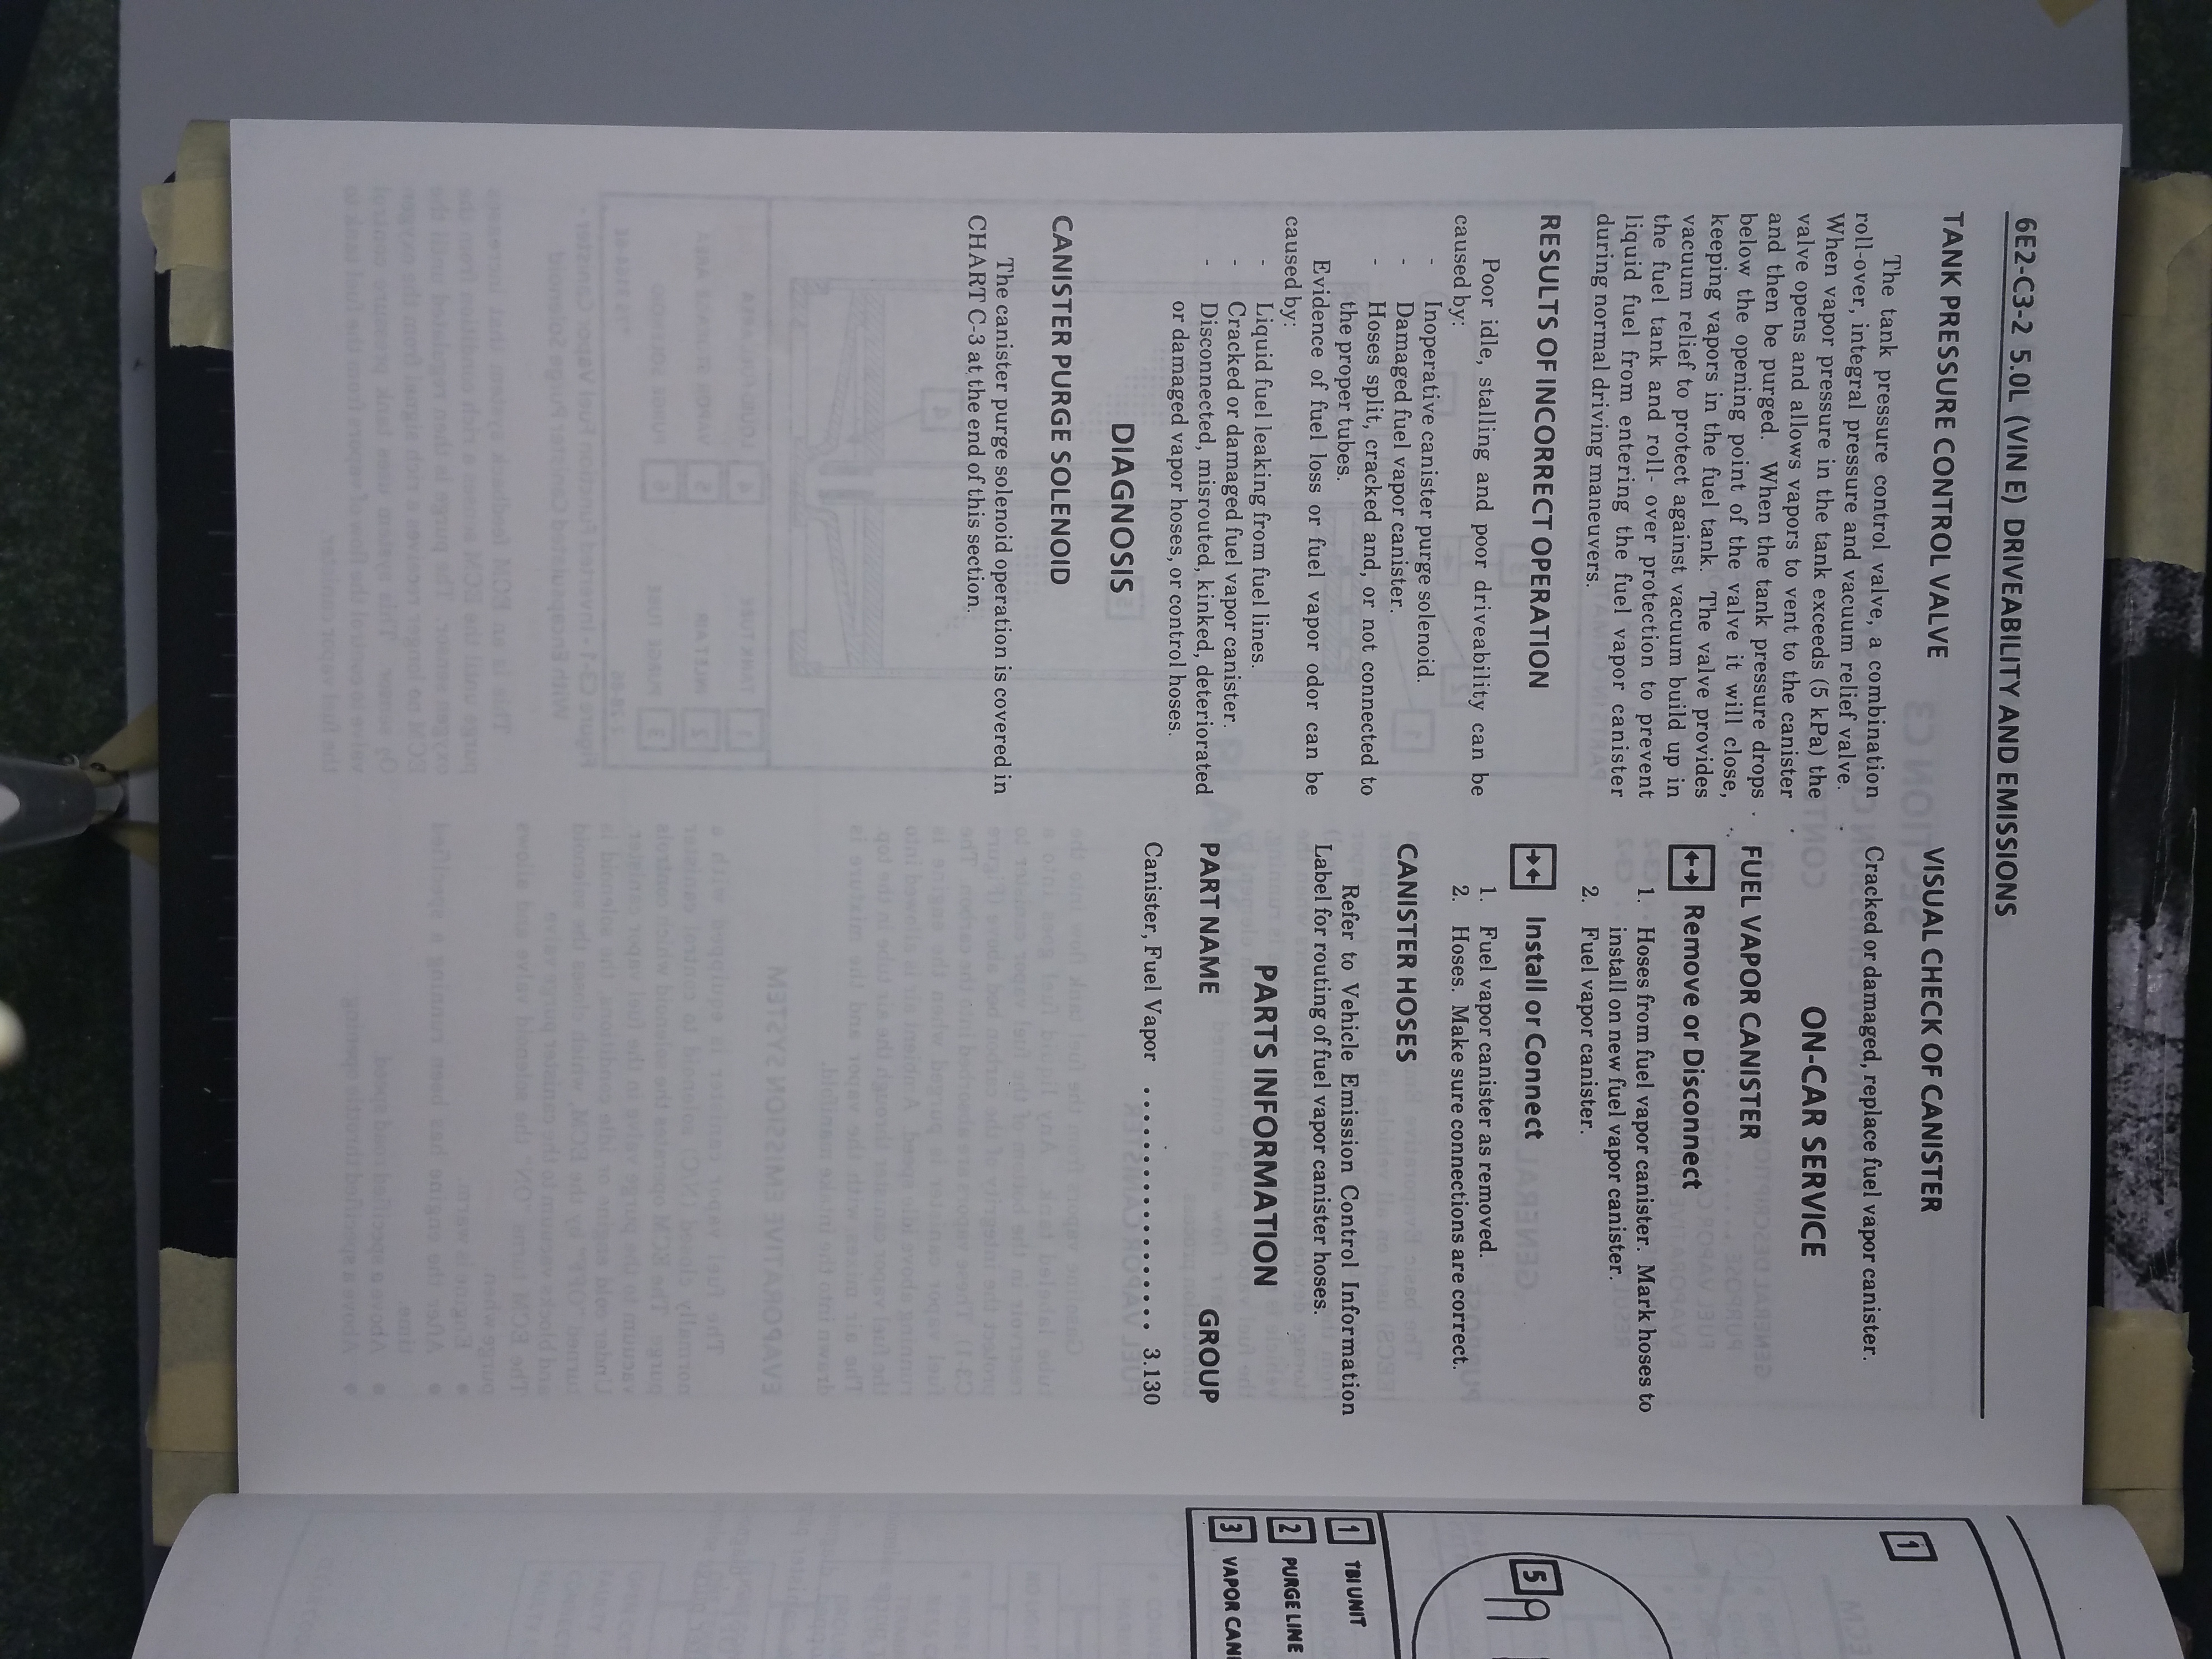 6E2-C3-2 5.0L (VIN E) DRIVEABILITY AND EMISSIONS
TANK PRESSURE CONTROL VALVE
The tank pressure control valve, a combination
roll-over, integral pressure and vacuum relief valve.
When vapor pressure in the tank exceeds (5 kPa) the
valve opens and allows vapors to vent to the canister
and then be purged. When the tank pressure drops
below the opening point of the valve it will close,
keeping vapors in the fuel tank. The valve provides
vacuum relief to protect against vacuum build up in
the fuel tank and roll- over protection to prevent
liquid fuel from entering the fuel vapor canister
during normal driving maneuvers.
RESULTS OF INCORRECT OPERATION
Poor idle, stalling and poor driveability can be
caused by:
- Inoperative canister purge solenoid.
- Damaged fuel vapor canister.
- Hoses split, cracked and, or not connected to
the proper tubes.
Evidence of fuel loss or fuel vapor odor can be
caused by:
- Liquid fuel leaking from fuel lines.
- Cracked or damaged fuel vapor canister.
- Disconnected, misrouted, kinked, deteriorated
or damaged vapor hoses, or control hoses.
DIAGNOSIS
CANISTER PURGE SOLENOID
The canister purge solenoid operation is covered in
CHART C-3 at the end of this section.
VISUAL CHECK OF CANISTER
Cracked or damaged, replace fuel vapor canister.
ON-CAR SERVICE
FUEL VAPOR CANISTER
Remove or Disconnect
1. Hoses from fuel vapor canister. Mark hoses to
install on new fuel vapor canister.
2. Fuel vapor canister.
Install or Connect
1. Fuel vapor canister as removed.
2. Hoses. Make sure connections are correct.
CANISTER HOSES
Refer to Vehicle Emission Control Information
Label for routing of fuel vapor canister hoses.
PARTS INFORMATION
PART NAME GROUP
Canister, Fuel Vapor .................. 3.130
1
5
1 TBI UNIT
2 PURGE LINE
3 VAPOR